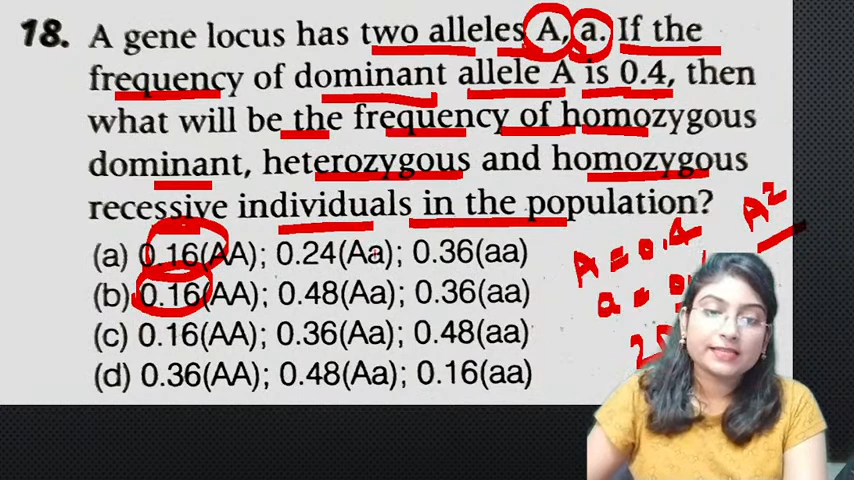 18. A gene locus has two alleles A, a. If the
frequency of dominant allele A is 0.4, then
what will be the frequency of homozygous
dominant, heterozygous and homozygous
recessive individuals in the population?
(a) 0.16(AA); 0.24(Aa); 0.36(aa)
(b) 0.16(AA); 0.48(Aa); 0.36(aa)
(c) 0.16(AA); 0.36(Aa); 0.48(aa)
(d) 0.36(AA); 0.48(Aa); 0.16(aa)
A²
A = 0.4
a =